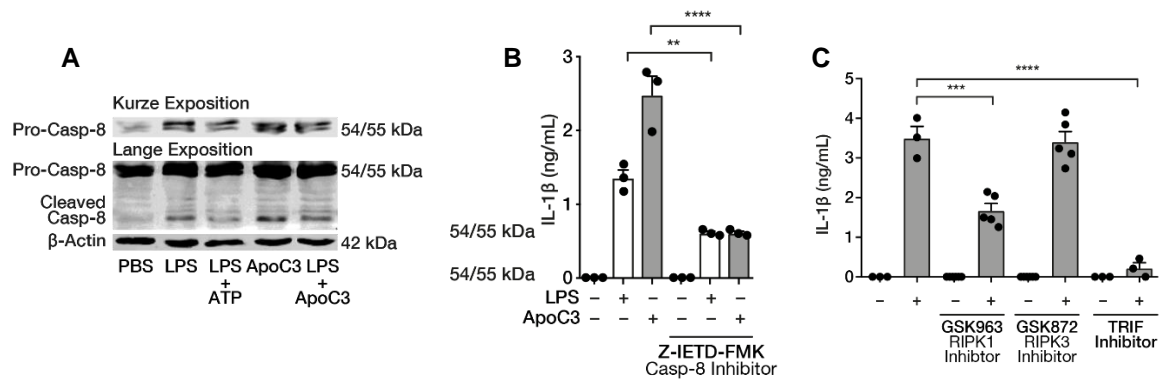 A
Kurze Exposition
Pro-Casp-8 54/55 kDa
Lange Exposition
Pro-Casp-8 54/55 kDa
Cleaved
Casp-8
β-Actin 42 kDa
PBS LPS LPS ApoC3 LPS
+ +
ATP ApoC3
B
****
**
3
2
1
0
IL-1β (ng/mL)
54/55 kDa
54/55 kDa
LPS – + – – + –
ApoC3 – – + – – +
Z-IETD-FMK
Casp-8 Inhibitor
C
****
***
5
4
3
2
1
0
IL-1β (ng/mL)
– + – + – + – +
GSK963 GSK872 TRIF
RIPK1 RIPK3 Inhibitor
Inhibtor Inhibitor